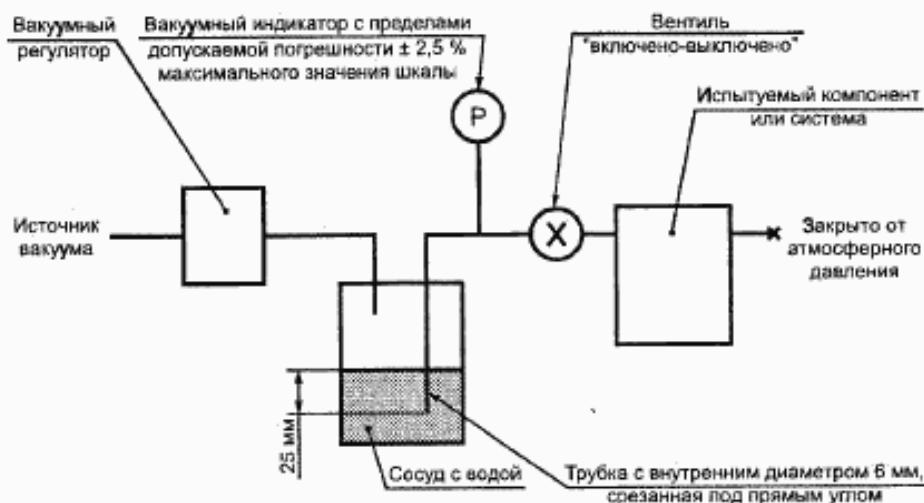 Вакуумный
регулятор
Вакуумный индикатор с пределами
допускаемой погрешности ± 2,5 %
максимального значения шкалы
P
Вентиль
"включено-выключено"
Испытуемый компонент
или система
Источник
вакуума
X
Закрыто от
атмосферного
давления
25 мм
Сосуд с водой
Трубка с внутренним диаметром 6 мм,
срезанная под прямым углом